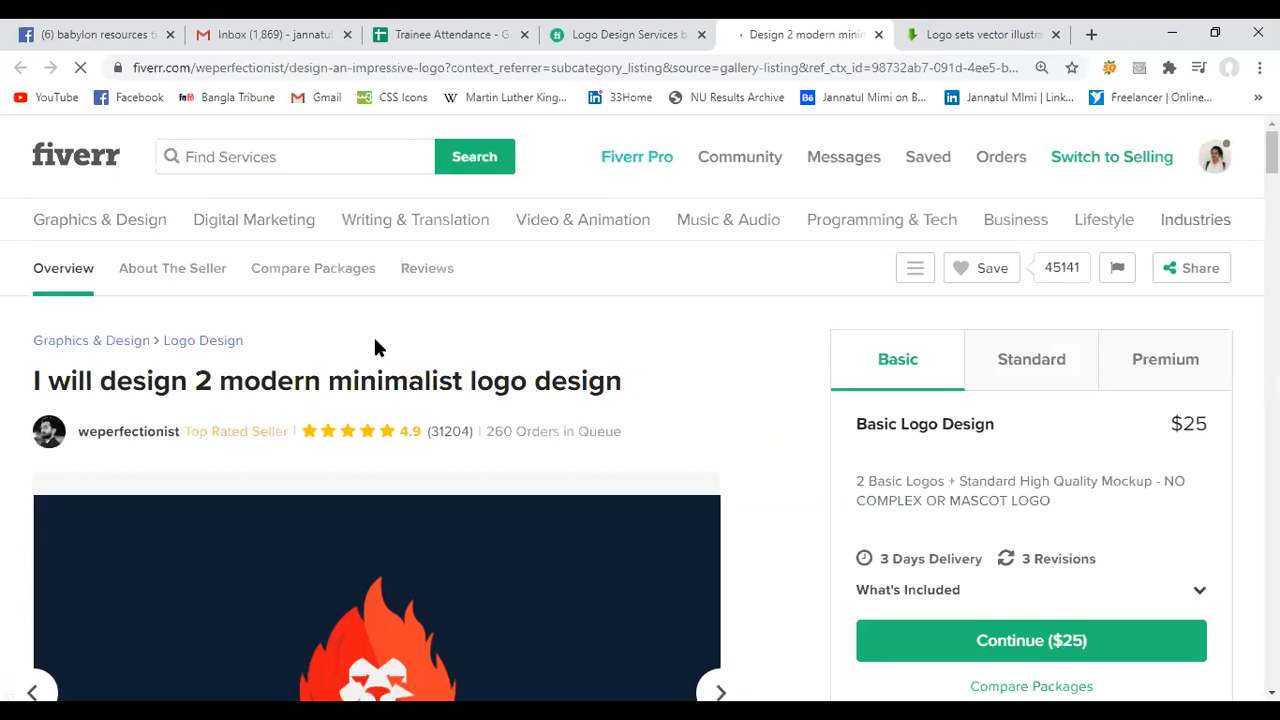 (6) babylon resources t
Inbox (1,869) - jannatul
Trainee Attendance - G
Logo Design Services b
Design 2 modern minin
Logo sets vector illustra
fiverr.com/weperfectionist/design-an-impressive-logo?context_referrer=subcategory_listing&source=gallery-listing&ref_ctx_id=98732ab7-091d-4ee5-b...
YouTube
Facebook
Bangla Tribune
Gmail
CSS Icons
Martin Luther King...
33Home
NU Results Archive
Jannatul Mimi on B...
Jannatul MImi | Link...
Freelancer | Online...
fiverr
Find Services
Search
Fiverr Pro
Community
Messages
Saved
Orders
Switch to Selling
Graphics & Design
Digital Marketing
Writing & Translation
Video & Animation
Music & Audio
Programming & Tech
Business
Lifestyle
Industries
Overview
About The Seller
Compare Packages
Reviews
Save
45141
Share
Graphics & Design > Logo Design
I will design 2 modern minimalist logo design
weperfectionist Top Rated Seller | 4.9 (31204) | 260 Orders in Queue
Basic
Standard
Premium
Basic Logo Design
$25
2 Basic Logos + Standard High Quality Mockup - NO
COMPLEX OR MASCOT LOGO
3 Days Delivery
3 Revisions
What's Included
Continue ($25)
Compare Packages